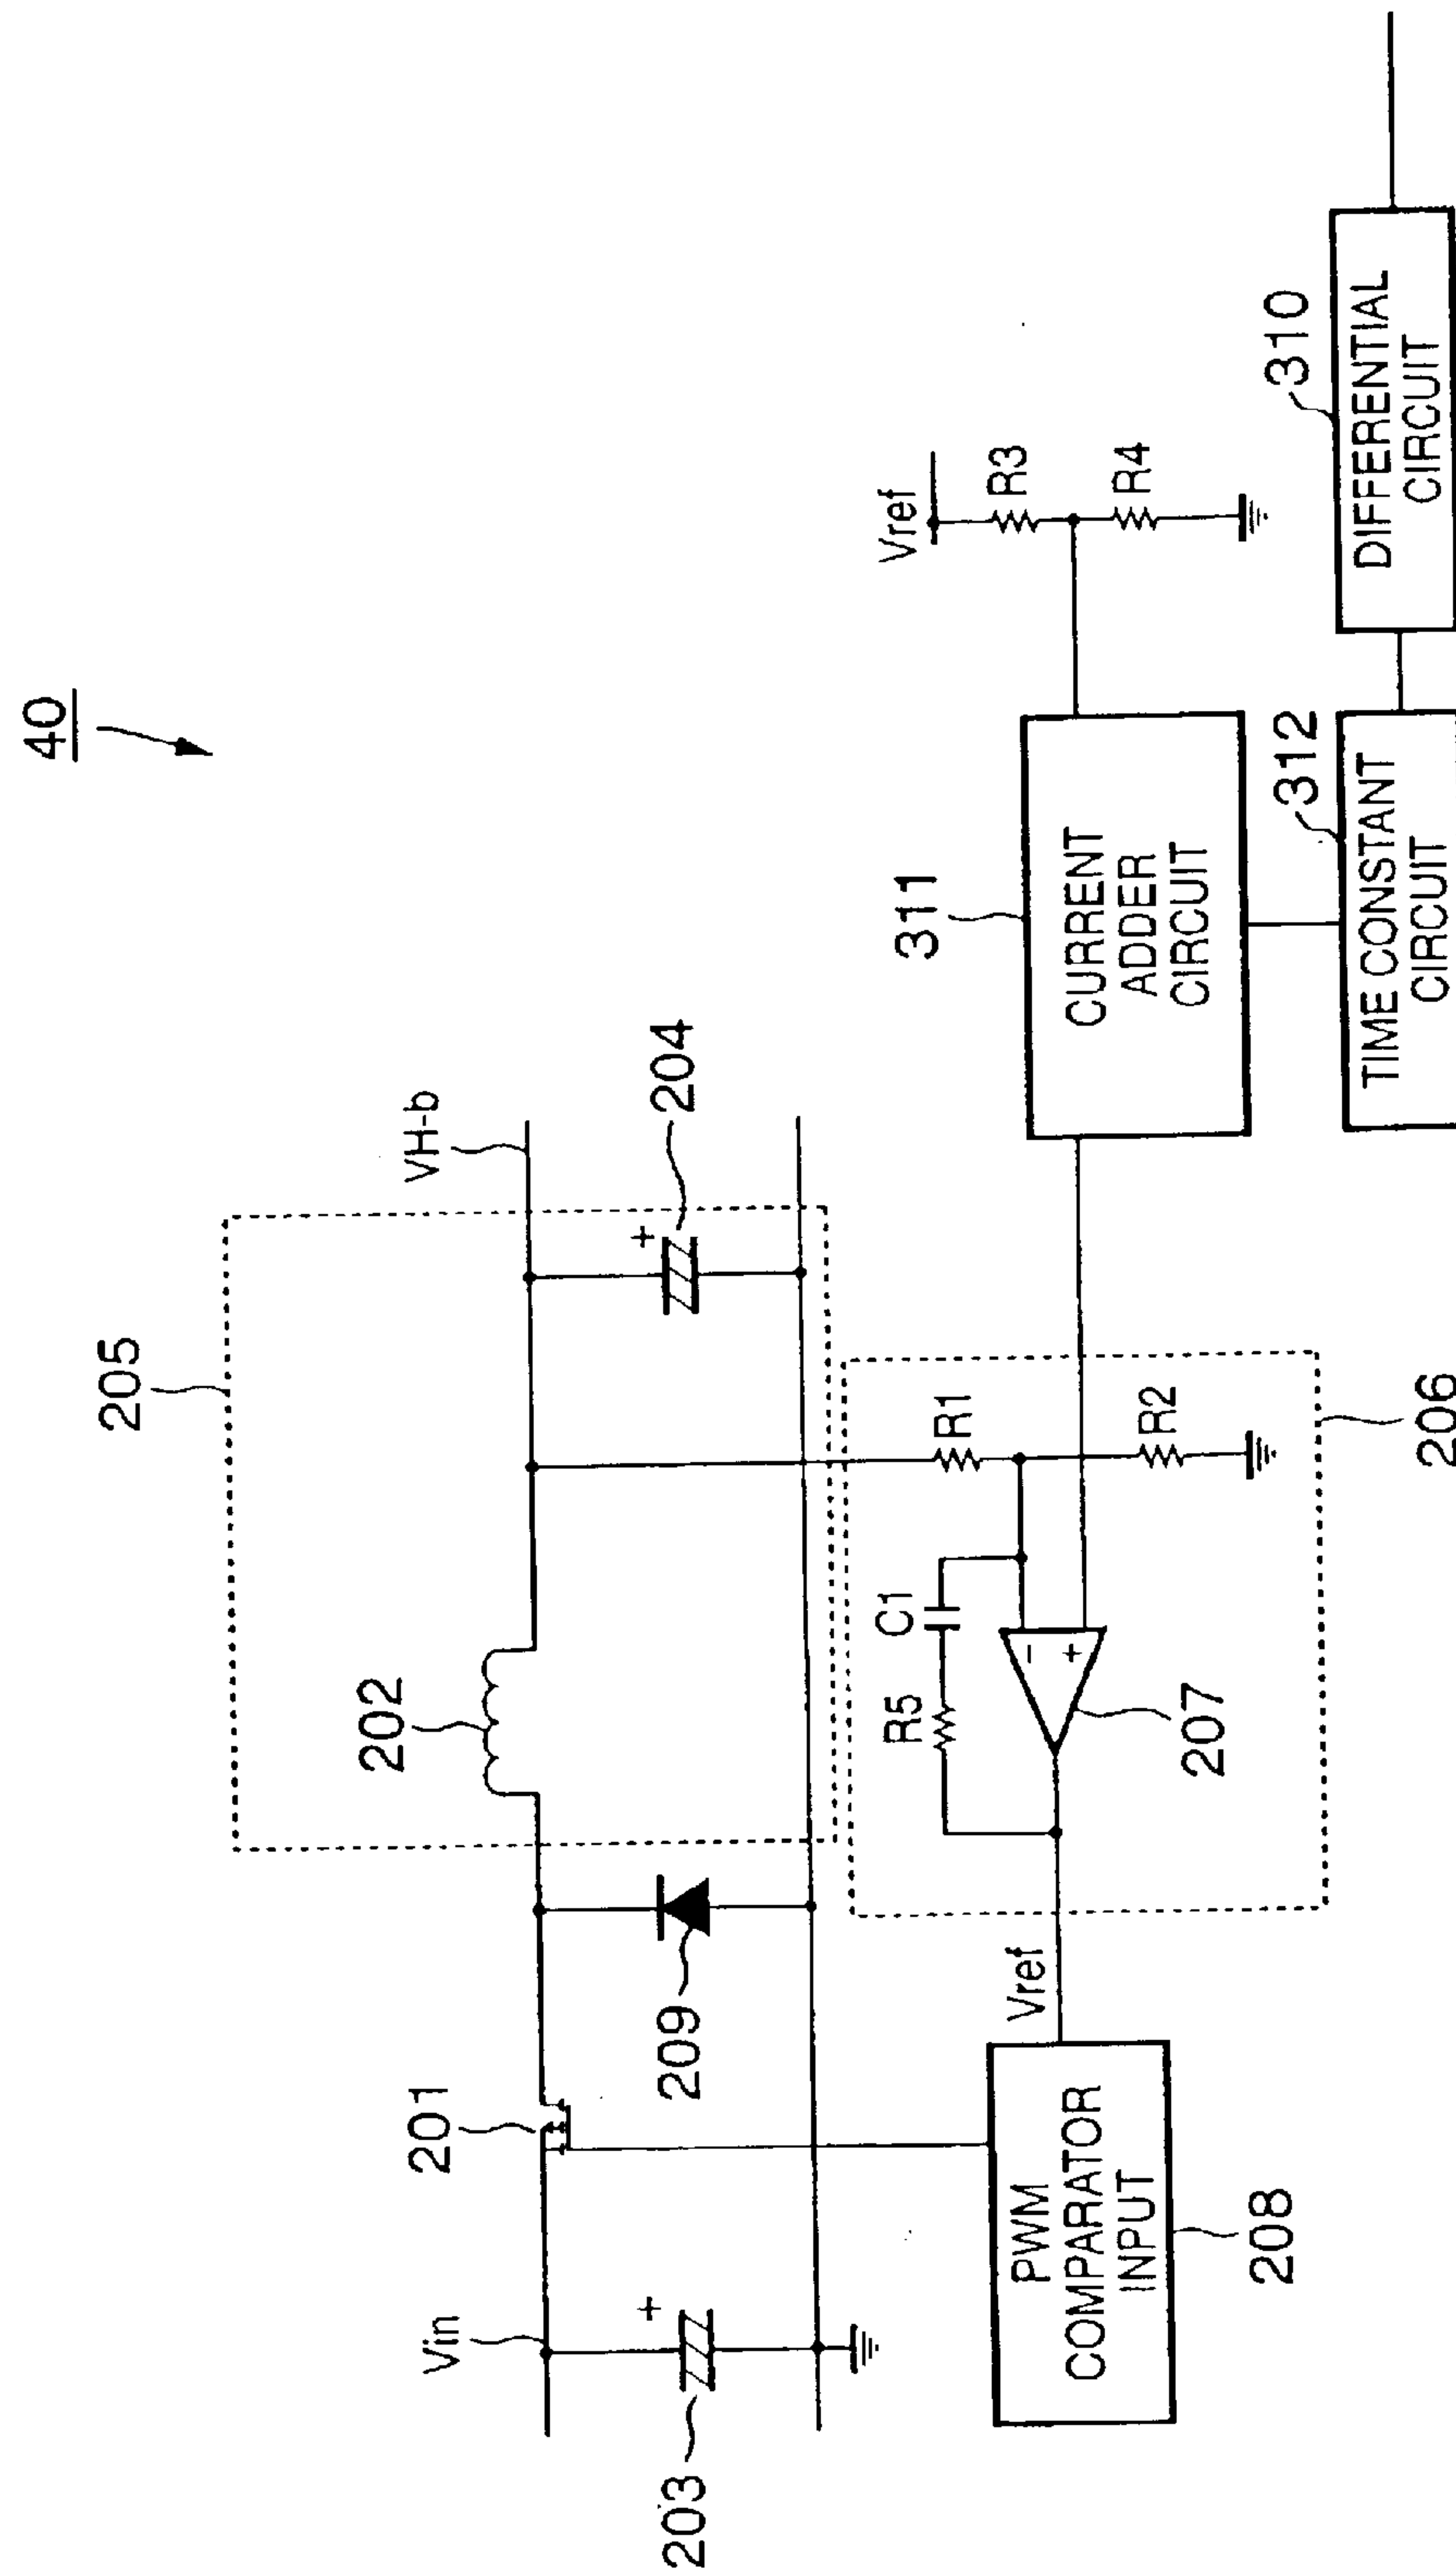 40
205
VH-b
204
202
201
Vin
203
209
+
+
Vref
R3
R4
311
CURRENT
ADDER
CIRCUIT
310
DIFFERENTIAL
CIRCUIT
312
TIME CONSTANT
CIRCUIT
R1
R2
C1
R5
-
+
207
206
Vref
PWM
COMPARATOR
INPUT
208